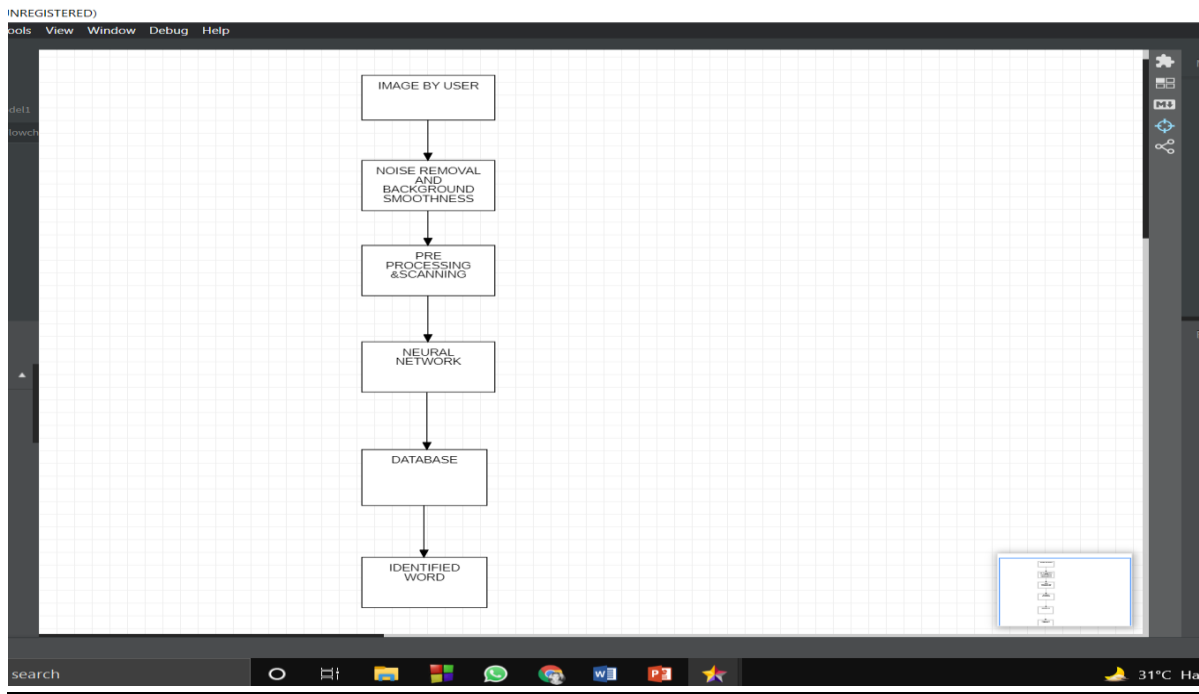 UNREGISTERED)
ools View Window Debug Help
del1
lowch
IMAGE BY USER
NOISE REMOVAL
AND
BACKGROUND
SMOOTHNESS
PRE
PROCESSING
&SCANNING
NEURAL
NETWORK
DATABASE
IDENTIFIED
WORD
M
search
W
P
31°C Ha